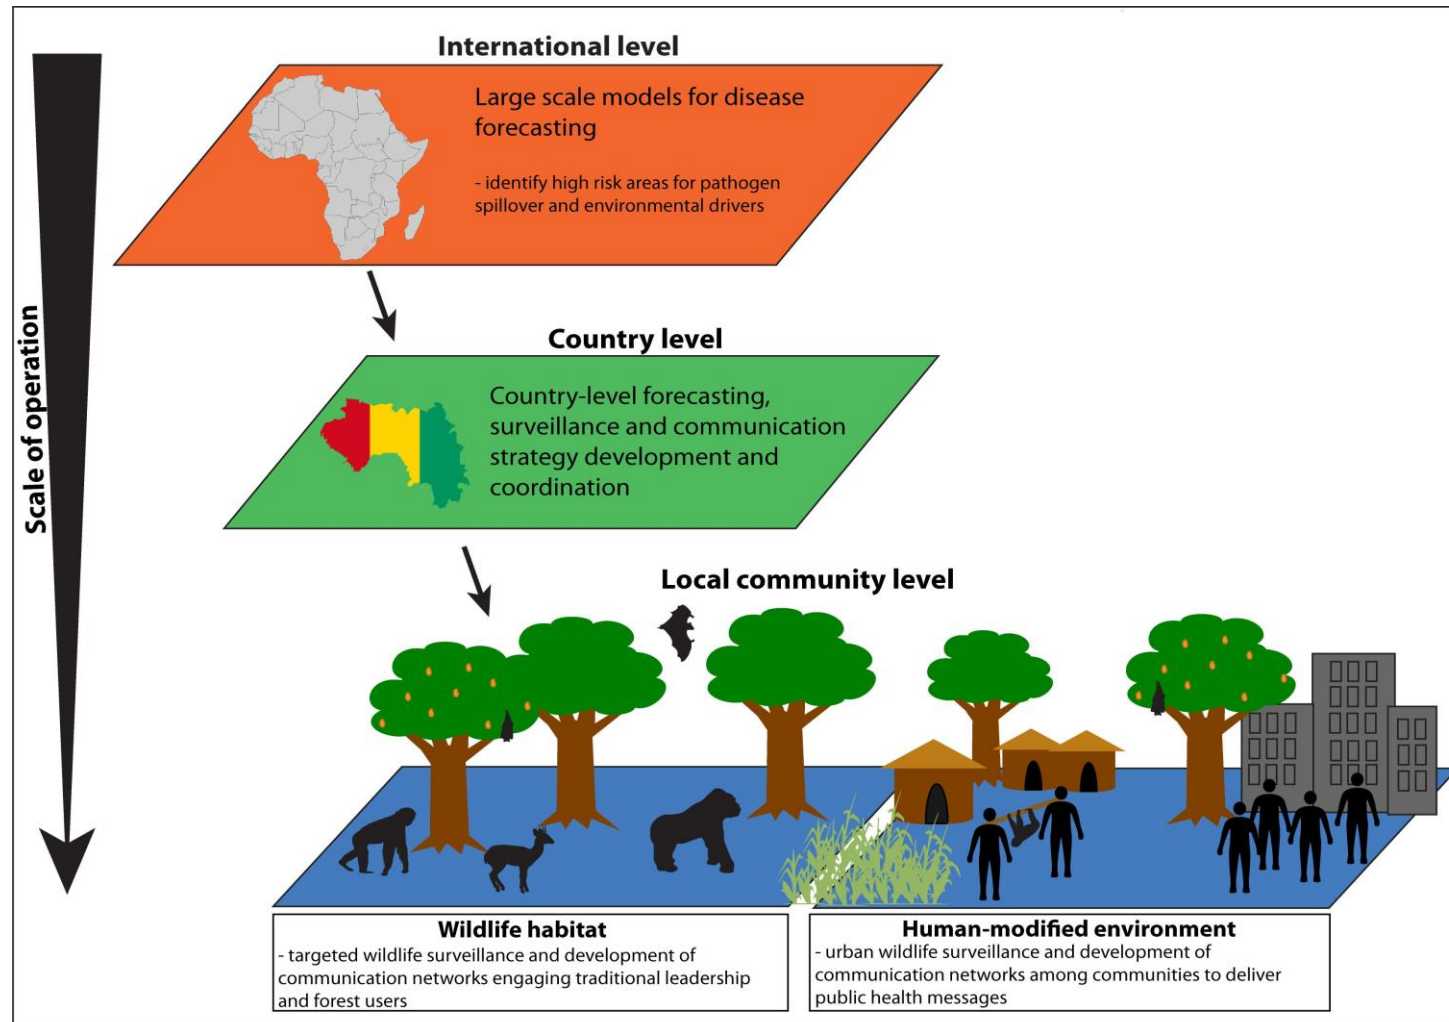 International level
Large scale models for disease
forecasting
- identify high risk areas for pathogen
spillover and environmental drivers
Scale of operation
Country level
Country-level forecasting,
surveillance and communication
strategy development and
coordination
Local community level
Wildlife habitat
- targeted wildlife surveillance and development of
communication networks engaging traditional leadership
and forest users
Human-modified environment
- urban wildlife surveillance and development of
communication networks among communities to deliver
public health messages